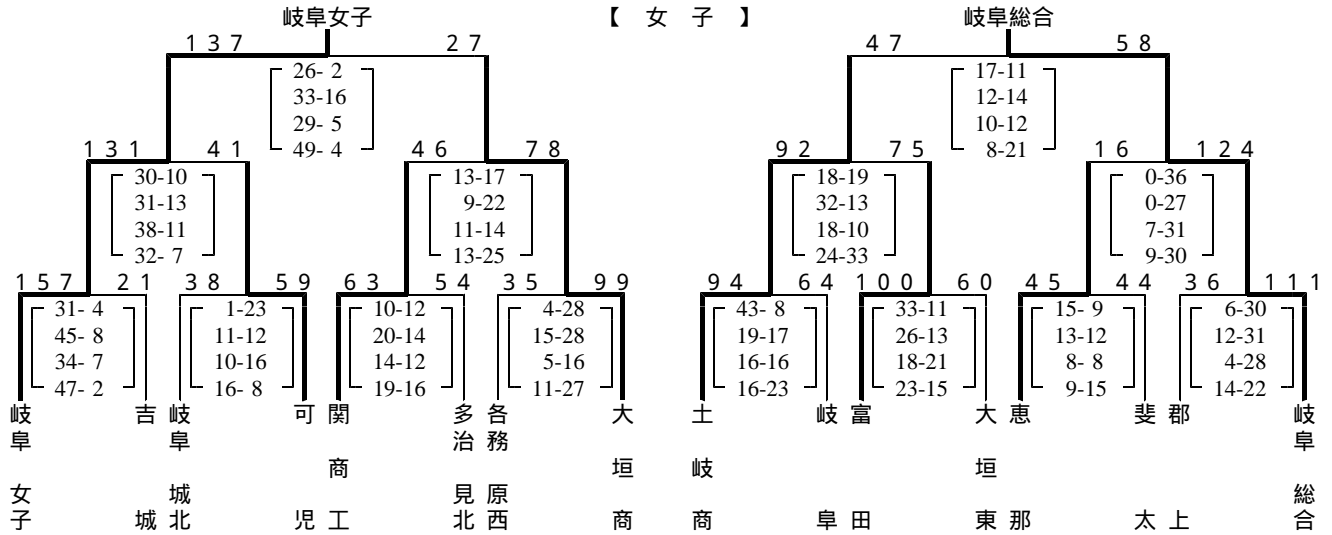 岐阜女子 【 女 子 】 岐阜総合
137 27 47 58
26- 2 17-11
33-16 12-14
29- 5 10-12
49- 4 8-21
131 41 46 78 92 75 16 124
30-10 13-17 18-19 0-36
31-13 9-22 32-13 0-27
38-11 11-14 18-10 7-31
32- 7 13-25 24-33 9-30
157 21 38 59 63 54 35 99 94 64 100 60 45 44 36 111
31- 4 1-23 10-12 4-28 43- 8 33-11 15- 9 6-30
45- 8 11-12 20-14 15-28 19-17 26-13 13-12 12-31
34- 7 10-16 14-12 5-16 16-16 18-21 8- 8 4-28
47- 2 16- 8 19-16 11-27 16-23 23-15 9-15 14-22
岐阜女子
吉城
岐阜城北
可児
関商工
多治見北
各務原西
大垣商
土岐商
岐阜
富田
大垣東
恵那
斐太
郡上
岐阜総合